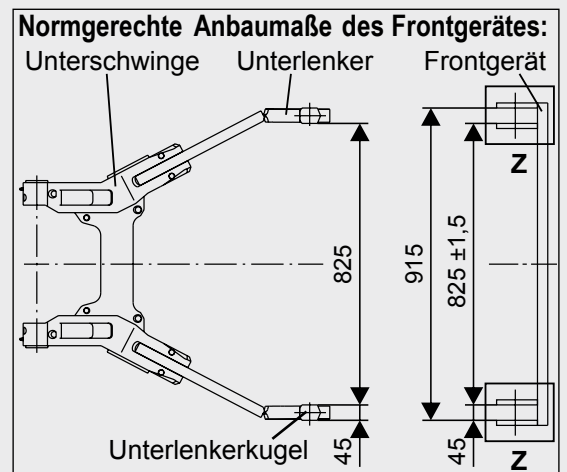 Normgerechte Anbaumaße des Frontgerätes:
Unterschwinge Unterlenker Frontgerät
Z
825
915
825 ±1,5
Unterlenkerkugel
45
45
Z